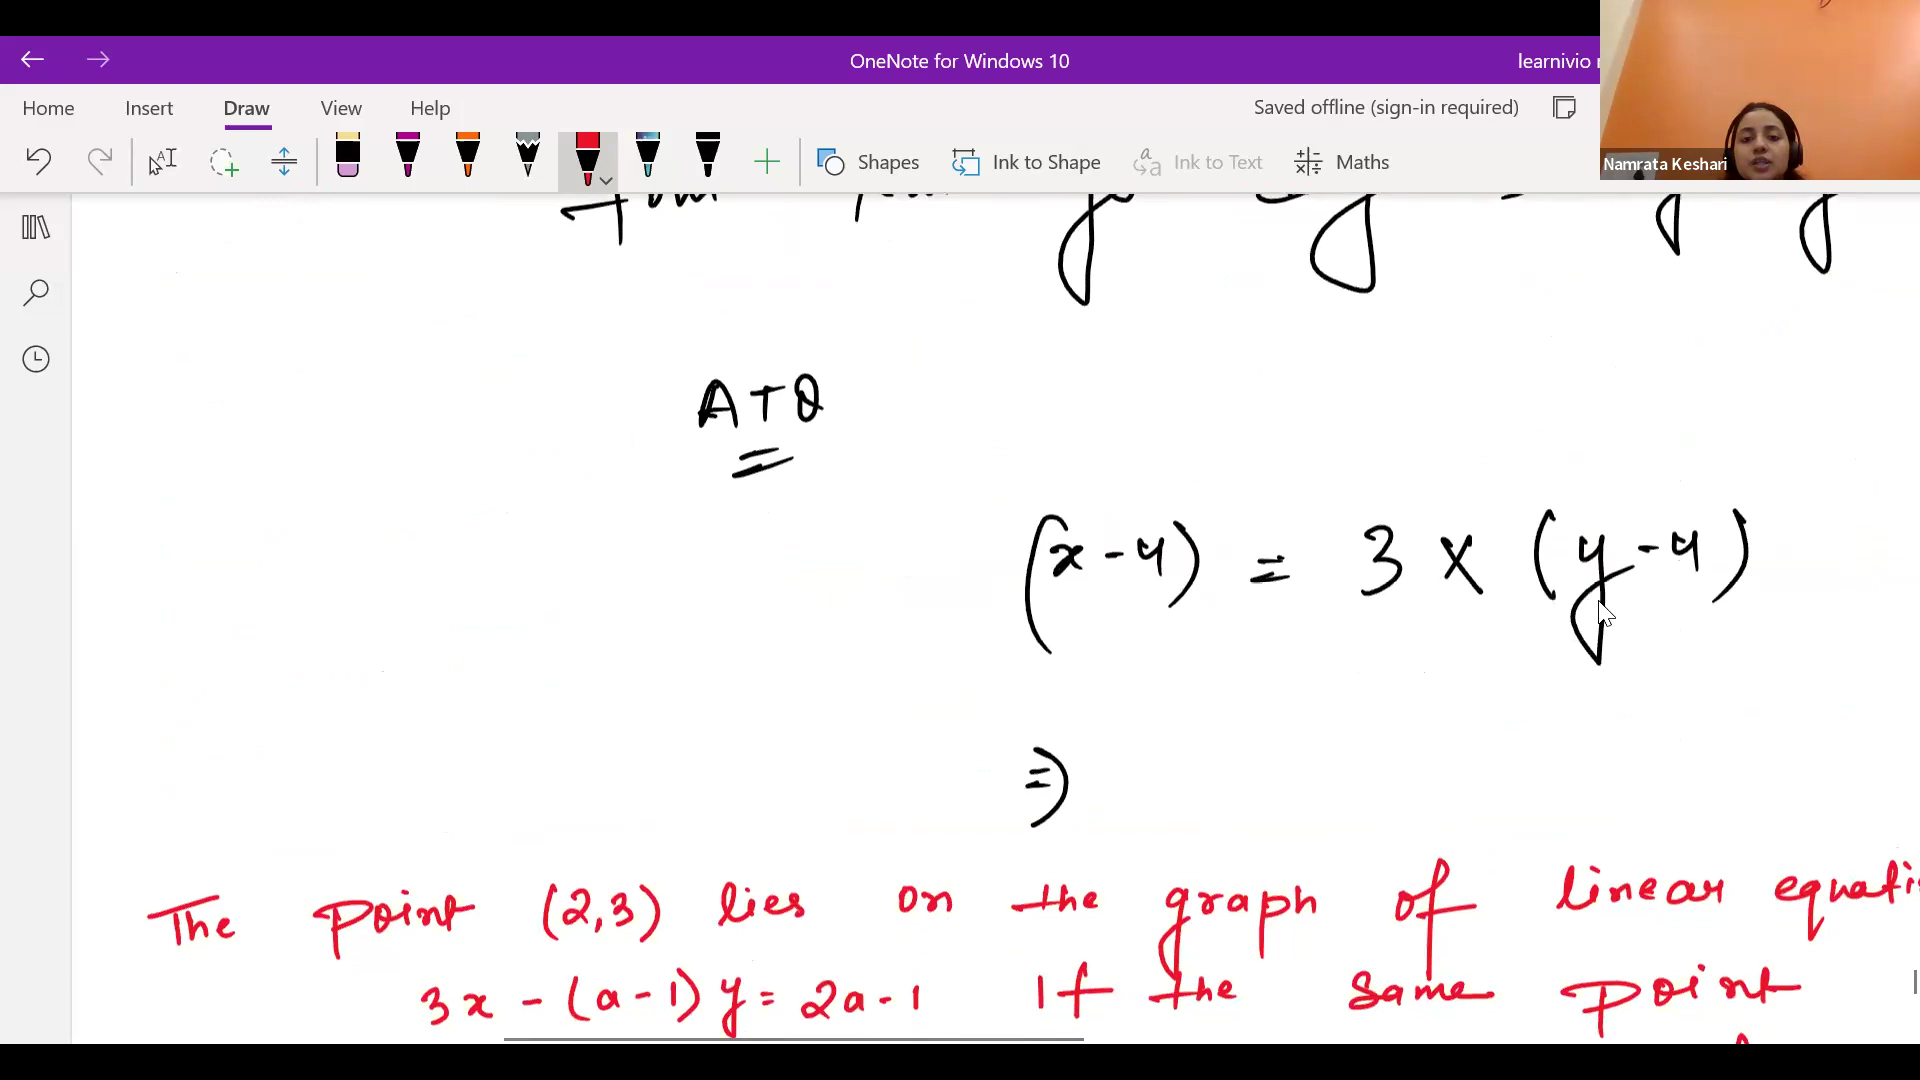 OneNote for Windows 10
learnivio
Home Insert Draw View Help
Saved offline (sign-in required)
Shapes Ink to Shape Ink to Text Maths
Namrata Keshari
ATQ
(x-4) = 3 x (y-4)
=>
The point (2,3) lies on the graph of linear
3x - (a-1) y = 2a-1 If the same point